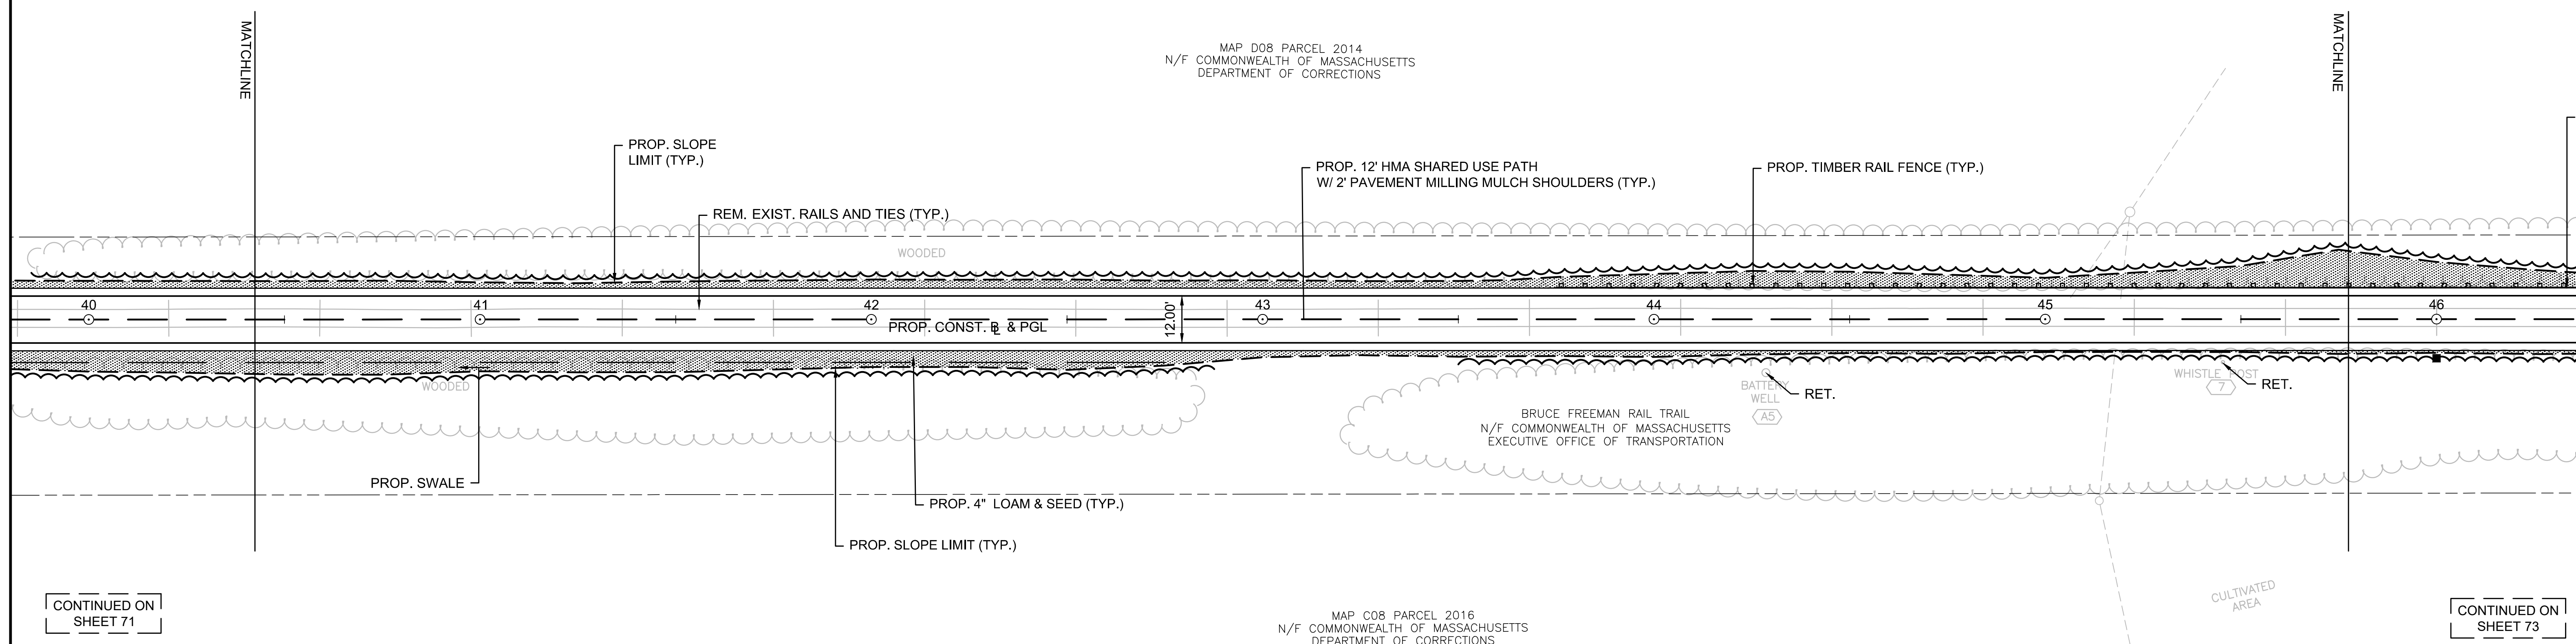 MATCHLINE
MAP D08 PARCEL 2014
N/F COMMONWEALTH OF MASSACHUSETTS
DEPARTMENT OF CORRECTIONS
MATCHLINE
PROP. SLOPE
LIMIT (TYP.)
PROP. 12' HMA SHARED USE PATH
W/ 2' PAVEMENT MILLING MULCH SHOULDERS (TYP.)
PROP. TIMBER RAIL FENCE (TYP.)
REM. EXIST. RAILS AND TIES (TYP.)
WOODED
40
41
42
43
44
45
46
PROP. CONST. BL & PGL
12.00'
WOODED
BATTERY
WELL
A5
RET.
WHISTLE POST
7
RET.
BRUCE FREEMAN RAIL TRAIL
N/F COMMONWEALTH OF MASSACHUSETTS
EXECUTIVE OFFICE OF TRANSPORTATION
PROP. SWALE
PROP. 4" LOAM & SEED (TYP.)
PROP. SLOPE LIMIT (TYP.)
CULTIVATED
AREA
CONTINUED ON
SHEET 71
MAP C08 PARCEL 2016
N/F COMMONWEALTH OF MASSACHUSETTS
DEPARTMENT OF CORRECTIONS
CONTINUED ON
SHEET 73